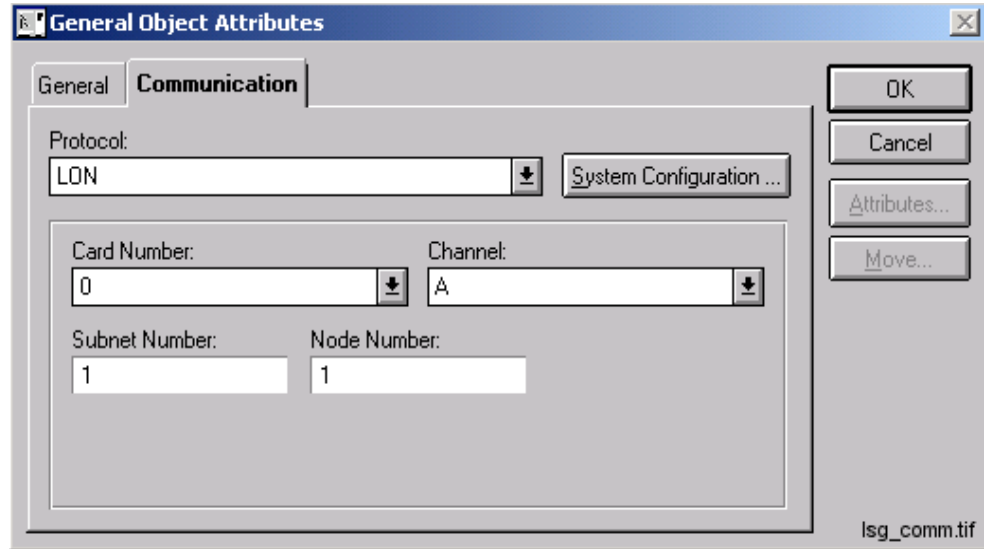 General Object Attributes
General
Communication
OK
Protocol:
Cancel
LON
System Configuration ...
Attributes...
Card Number:
Channel:
Move...
0
A
Subnet Number:
Node Number:
1
1
lsg_comm.tif